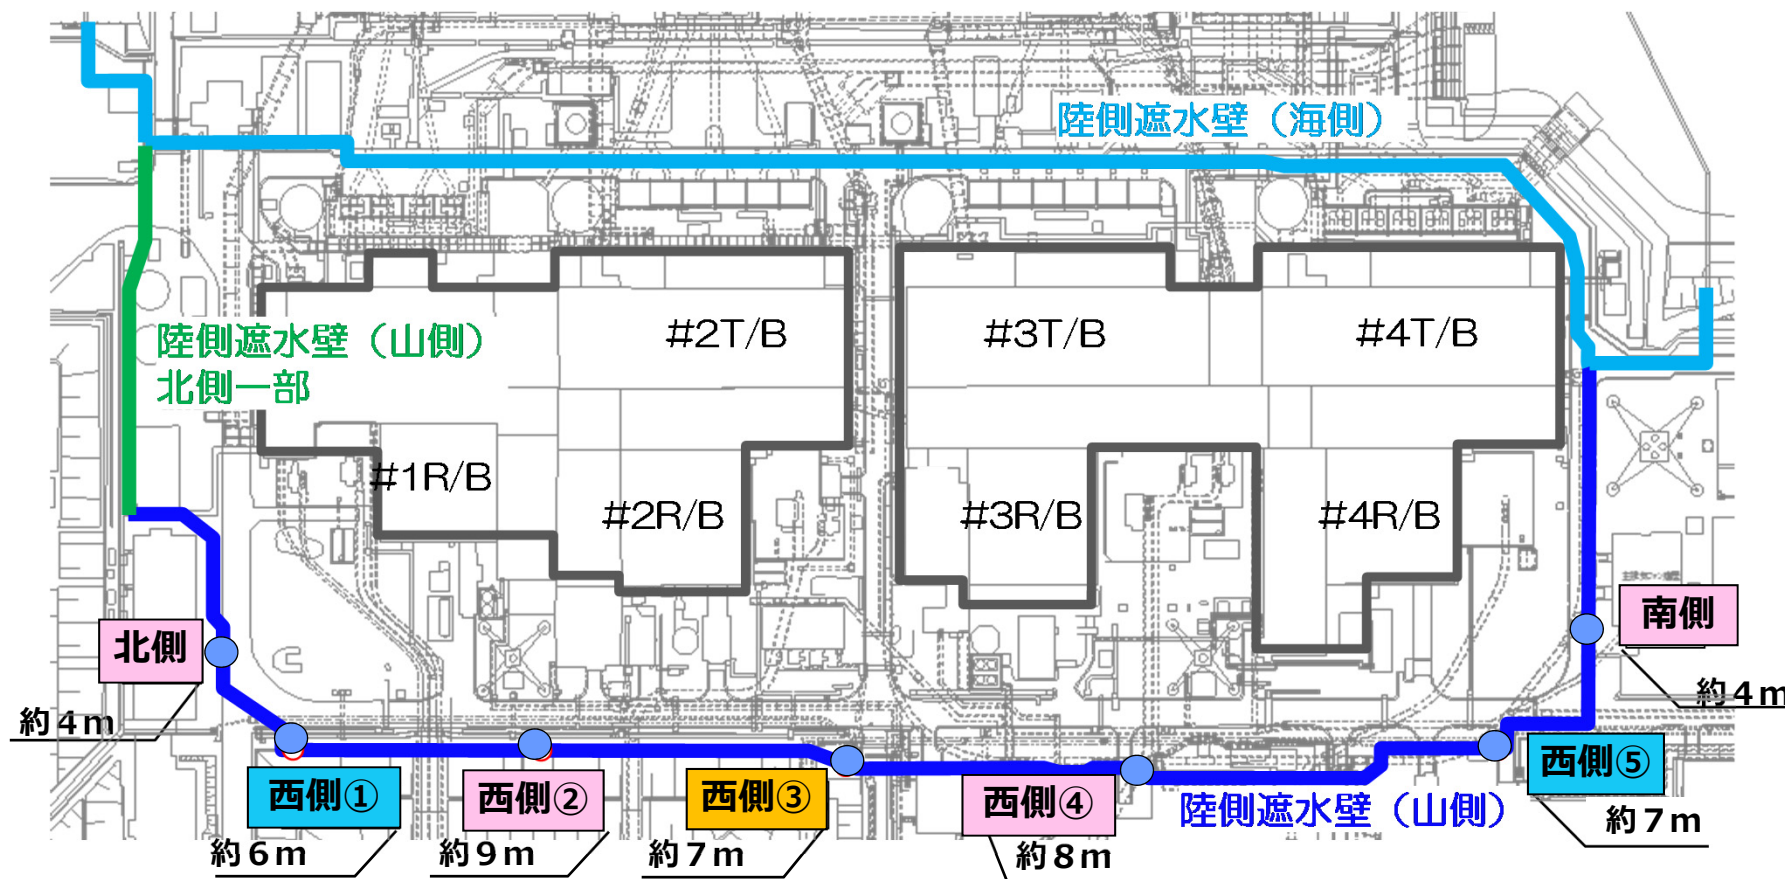 陸側遮水壁（海側）
陸側遮水壁（山側）
北側一部
#2T/B
#3T/B
#4T/B
#1R/B
#2R/B
#3R/B
#4R/B
北側
約4m
南側
約4m
西側①
約6m
西側②
約9m
西側③
約7m
西側④
約8m
西側⑤
約7m
陸側遮水壁（山側）